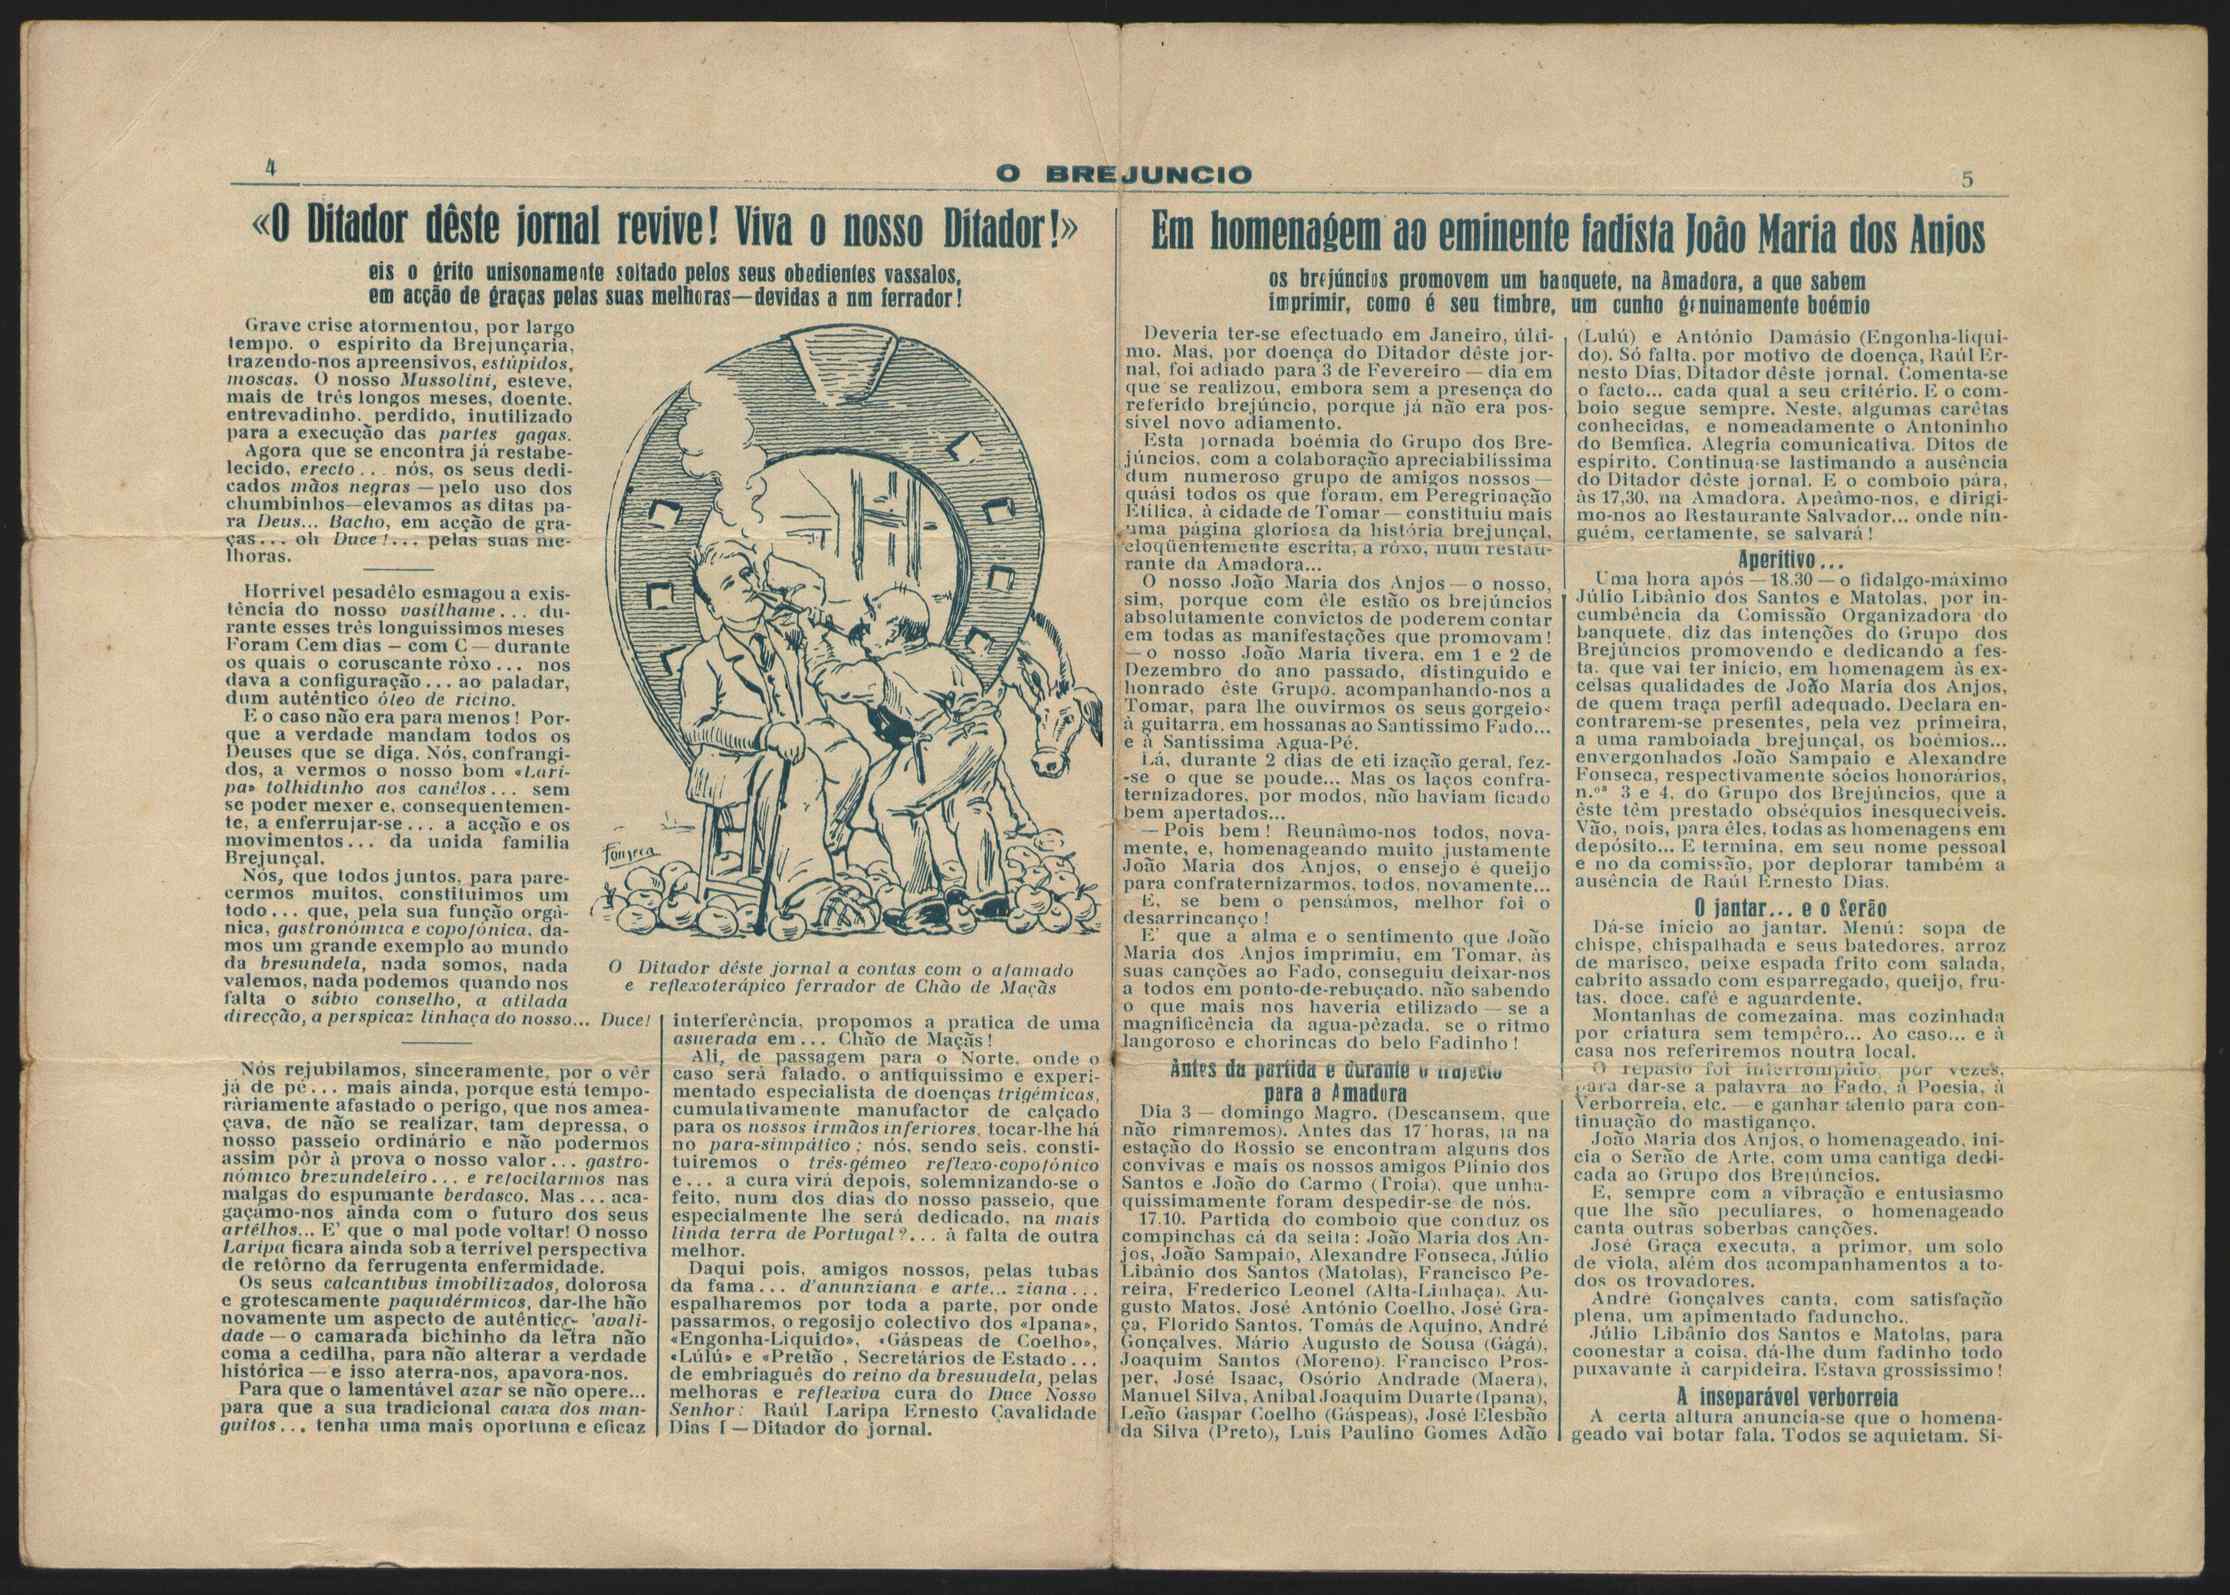 4
O BREJUNCIO
5
«O Ditador dêste jornal revive! Viva o nosso Ditador!»
eis o grito unisonamente soltado pelos seus obedientes vassalos,
em acção de graças pelas suas melhoras—devidas a nm ferrador!
Grave crise atormentou, por largo
tempo. o espírito da Brejunçaria,
trazendo-nos apreensivos, estúpidos,
moscas. O nosso Mussolini, esteve,
mais de três longos meses, doente,
entrevadinho, perdido, inutilizado
para a execução das partes gagas.
Agora que se encontra já restabe-
lecido, erecto... nós, os seus dedi-
cados mãos negras—pelo uso dos
chumbinhos—elevamos as ditas pa-
ra Deus... Bacho, em acção de gra-
ças... oh Duce!... pelas suas me-
lhoras.
Horrível pesadêlo esmagou a exis-
tência do nosso vasilhame... du-
rante esses três longuissimos meses
Foram Cem dias — com C — durante
os quais o coruscante rôxo... nos
dava a configuração... ao paladar,
dum autêntico óleo de ricino.
E o caso não era para menos! Por-
que a verdade mandam todos os
Deuses que se diga. Nós, confrangi-
dos, a vermos o nosso bom «Lari-
pa» tolhidinho aos canêlos... sem
se poder mexer e, consequentemen-
te, a enferrujar-se... a acção e os
movimentos... da unida família
Brejunçal.
Nós, que todos juntos, para pare-
cermos muitos, constituimos um
todo... que, pela sua função orgâ-
nica, gastronómica e copofónica, da-
mos um grande exemplo ao mundo
da bresundela, nada somos, nada
valemos, nada podemos quando nos
falta o sábio conselho, a atilada
direcção, a perspicaz linhaça do nosso... Duce!
Nós rejubilamos, sinceramente, por o vêr
já de pé... mais ainda, porque está tempo-
ràriamente afastado o perigo, que nos amea-
çava, de não se realizar, tam depressa, o
nosso passeio ordinário e não podermos
assim pôr à prova o nosso valor... gastro-
nómico brezundeleiro... e refocilarmos nas
malgas do espumante berdasco. Mas... aca-
gaçámo-nos ainda com o futuro dos seus
artêlhos... E' que o mal pode voltar! O nosso
Laripa ficara ainda sob a terrível perspectiva
de retôrno da ferrugenta enfermidade.
Os seus calcantibus imobilizados, dolorosa
e grotescamente paquidérmicos, dar-lhe hão
novamente um aspecto de autêntico 'avali-
dade — o camarada bichinho da letra não
coma a cedilha, para não alterar a verdade
histórica — e isso aterra-nos, apavora-nos.
Para que o lamentável azar se não opere...
para que a sua tradicional caixa dos man-
guitos... tenha uma mais oportuna e eficaz
Fonseca
O Ditador dêste jornal a contas com o afamado
e reflexoterápico ferrador de Chão de Maçãs
interferência, propomos a pratica de uma
asuerada em... Chão de Maçãs!
Ali, de passagem para o Norte, onde o
caso será falado, o antiquissimo e experi-
mentado especialista de doenças trigémicas,
cumulativamente manufactor de calçado
para os nossos irmãos inferiores, tocar-lhe há
no para-simpático; nós, sendo seis, consti-
tuiremos o três-gémeo reflexo-copofónico
e... a cura virá depois, solemnizando-se o
feito, num dos dias do nosso passeio, que
especialmente lhe será dedicado, na mais
linda terra de Portugal?... à falta de outra
melhor.
Daqui pois, amigos nossos, pelas tubas
da fama... d'anunziana e arte... ziana...
espalharemos por toda a parte, por onde
passarmos, o regosijo colectivo dos «Ipana»,
«Engonha-Liquido», «Gáspeas de Coelho»,
«Lúlú» e «Pretão , Secretários de Estado...
de embriaguês do reino da bresuudela, pelas
melhoras e reflexiva cura do Duce Nosso
Senhor: Raúl Laripa Ernesto Çavalidade
Dias I — Ditador do jornal.
Em homenagem ao eminente fadista João Maria dos Anjos
os brejúncios promovem um banquete, na Amadora, a que sabem
imprimir, como é seu timbre, um cunho genuinamente boémio
Deveria ter-se efectuado em Janeiro, últi-
mo. Mas, por doença do Ditador dêste jor-
nal, foi adiado para 3 de Fevereiro — dia em
que se realizou, embora sem a presença do
referido brejúncio, porque já não era pos-
sível novo adiamento.
Esta jornada boémia do Grupo dos Bre-
júncios, com a colaboração apreciabilissima
dum numeroso grupo de amigos nossos —
quási todos os que foram, em Peregrinação
Etílica, à cidade de Tomar — constituiu mais
uma página gloriosa da história brejunçal,
eloqüentemente escrita, a rôxo, num restau-
rante da Amadora...
O nosso João Maria dos Anjos — o nosso,
sim, porque com êle estão os brejúncios
absolutamente convictos de poderem contar
em todas as manifestações que promovam!
— o nosso João Maria tivera, em 1 e 2 de
Dezembro do ano passado, distinguido e
honrado êste Grupo, acompanhando-nos a
Tomar, para lhe ouvirmos os seus gorgeios
à guitarra, em hossanas ao Santíssimo Fado...
e à Santíssima Agua-Pé.
Lá, durante 2 dias de eti ização geral, fez-
-se o que se poude... Mas os laços confra-
ternizadores, por modos, não haviam ficado
bem apertados...
— Pois bem! Reunâmo-nos todos, nova-
mente, e, homenageando muito justamente
João Maria dos Anjos, o ensejo é queijo
para confraternizarmos, todos, novamente...
E, se bem o pensámos, melhor foi o
desarrincanço!
E' que a alma e o sentimento que João
Maria dos Anjos imprimiu, em Tomar, às
suas canções ao Fado, conseguiu deixar-nos
a todos em ponto-de-rebuçado, não sabendo
o que mais nos haveria etilizado — se a
magnificência da agua-pèzada, se o ritmo
langoroso e chorincas do belo Fadinho!
Antes da partida e durante o trajecto
para a Amadora
Dia 3 — domingo Magro. (Descansem, que
não rimaremos). Antes das 17 horas, já na
estação do Rossio se encontram alguns dos
convivas e mais os nossos amigos Plínio dos
Santos e João do Carmo (Troia), que unha-
quissimamente foram despedir-se de nós.
17.10. Partida do comboio que conduz os
compinchas cá da seita: João Maria dos An-
jos, João Sampaio, Alexandre Fonseca, Júlio
Libânio dos Santos (Matolas), Francisco Pe-
reira, Frederico Leonel (Alta-Linhaça), Au-
gusto Matos, José António Coelho, José Gra-
ça, Florido Santos, Tomás de Aquino, André
Gonçalves, Mário Augusto de Sousa (Gágá),
Joaquim Santos (Moreno), Francisco Pros-
per, José Isaac, Osório Andrade (Maera),
Manuel Silva, Aníbal Joaquim Duarte (Ipana),
Leão Gaspar Coelho (Gáspeas), José Elesbão
da Silva (Preto), Luis Paulino Gomes Adão
(Lulú) e António Damásio (Engonha-liqui-
do). Só falta, por motivo de doença, Raúl Er-
nesto Dias, Ditador dêste jornal. Comenta-se
o facto... cada qual a seu critério. E o com-
boio segue sempre. Neste, algumas carêtas
conhecidas, e nomeadamente o Antoninho
do Bemfica. Alegria comunicativa. Ditos de
espírito. Continua-se lastimando a ausência
do Ditador dêste jornal. E o comboio pára,
às 17,30, na Amadora. Apeâmo-nos, e dirigi-
mo-nos ao Restaurante Salvador... onde nin-
guém, certamente, se salvará!
Aperitivo...
Uma hora após — 18.30 — o fidalgo-máximo
Júlio Libânio dos Santos e Matolas, por in-
cumbência da Comissão Organizadora do
banquete, diz das intenções do Grupo dos
Brejúncios promovendo e dedicando a fes-
ta, que vai ter início, em homenagem às ex-
celsas qualidades de João Maria dos Anjos,
de quem traça perfil adequado. Declara en-
contrarem-se presentes, pela vez primeira,
a uma ramboiada brejunçal, os boémios...
envergonhados João Sampaio e Alexandre
Fonseca, respectivamente sócios honorários,
n.os 3 e 4, do Grupo dos Brejúncios, que a
êste têm prestado obséquios inesquecíveis.
Vão, pois, para êles, todas as homenagens em
depósito... E termina, em seu nome pessoal
e no da comissão, por deplorar também a
ausência de Raúl Ernesto Dias.
O jantar... e o Serão
Dá-se início ao jantar. Menú: sopa de
chispe, chispalhada e seus batedores, arroz
de marisco, peixe espada frito com salada,
cabrito assado com esparregado, queijo, fru-
tas, doce, café e aguardente.
Montanhas de comezaina, mas cozinhada
por criatura sem tempêro... Ao caso... e à
casa nos referiremos noutra local.
O repasto foi interrompido, por vezes,
para dar-se a palavra ao Fado, à Poesia, à
Verborreia, etc. — e ganhar alento para con-
tinuação do mastiganço.
João Maria dos Anjos, o homenageado, ini-
cia o Serão de Arte, com uma cantiga dedi-
cada ao Grupo dos Brejúncios.
E, sempre com a vibração e entusiasmo
que lhe são peculiares, o homenageado
canta outras soberbas canções.
José Graça executa, a primor, um solo
de viola, além dos acompanhamentos a to-
dos os trovadores.
André Gonçalves canta, com satisfação
plena, um apimentado faduncho..
Júlio Libânio dos Santos e Matolas, para
coonestar a coisa, dá-lhe dum fadinho todo
puxavante à carpideira. Estava grossíssimo!
A inseparável verborreia
A certa altura anuncia-se que o homena-
geado vai botar fala. Todos se aquietam. Si-